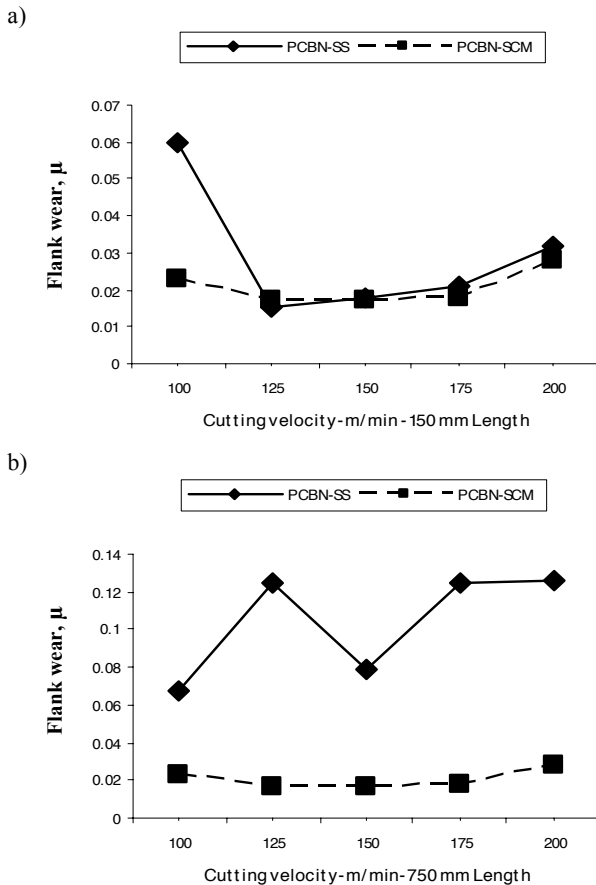 a)
PCBN-SS PCBN-SCM
0.07
0.06
0.05
0.04
0.03
0.02
0.01
0
Flank wear, µ
100 125 150 175 200
Cutting velocity-m/min-150 mm Length
b)
PCBN-SS PCBN-SCM
0.14
0.12
0.1
0.08
0.06
0.04
0.02
0
Flank wear, µ
100 125 150 175 200
Cutting velocity-m/min-750 mm Length